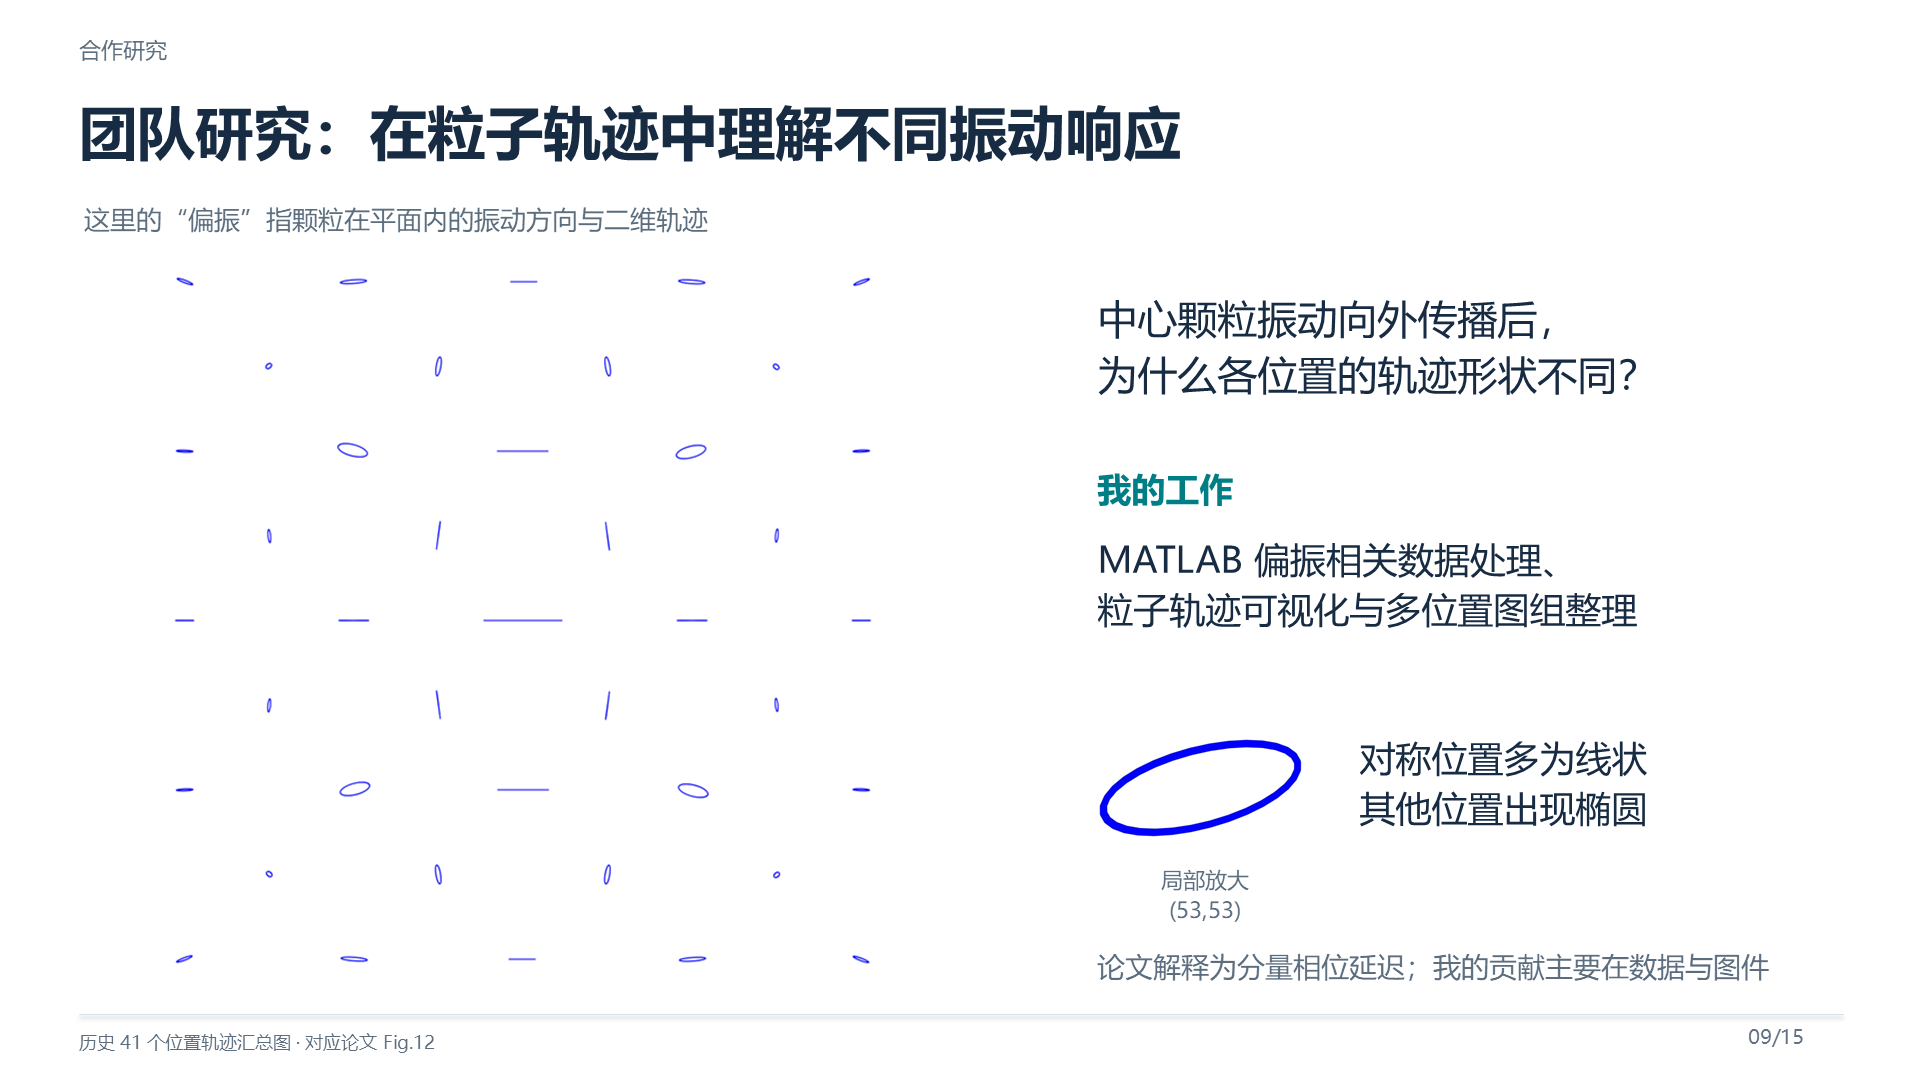 合作研究
团队研究：在粒子轨迹中理解不同振动响应
这里的“偏振”指颗粒在平面内的振动方向与二维轨迹
中心颗粒振动向外传播后，
为什么各位置的轨迹形状不同？
我的工作
MATLAB 偏振相关数据处理、
粒子轨迹可视化与多位置图组整理
对称位置多为线状
其他位置出现椭圆
局部放大
(53,53)
论文解释为分量相位延迟；我的贡献主要在数据与图件
历史 41 个位置轨迹汇总图 · 对应论文 Fig.12
09/15